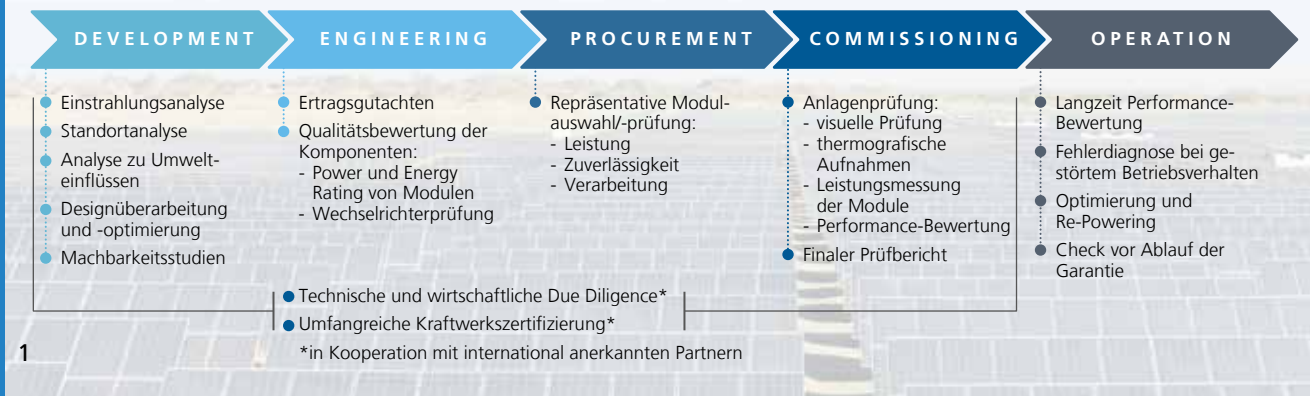 DEVELOPMENT
ENGINEERING
PROCUREMENT
COMMISSIONING
OPERATION
Einstrahlungsanalyse
Standortanalyse
Analyse zu Umwelt-
einflüssen
Designüberarbeitung
und -optimierung
Machbarkeitsstudien
Ertragsgutachten
Qualitätsbewertung der
Komponenten:
- Power und Energy
Rating von Modulen
- Wechselrichterprüfung
Repräsentative Modul-
auswahl/-prüfung:
- Leistung
- Zuverlässigkeit
- Verarbeitung
Anlagenprüfung:
- visuelle Prüfung
- thermografische
Aufnahmen
- Leistungsmessung
der Module
- Performance-Bewertung
Finaler Prüfbericht
Langzeit Performance-
Bewertung
Fehlerdiagnose bei ge-
störtem Betriebsverhalten
Optimierung und
Re-Powering
Check vor Ablauf der
Garantie
Technische und wirtschaftliche Due Diligence*
Umfangreiche Kraftwerkszertifizierung*
*in Kooperation mit international anerkannten Partnern
1